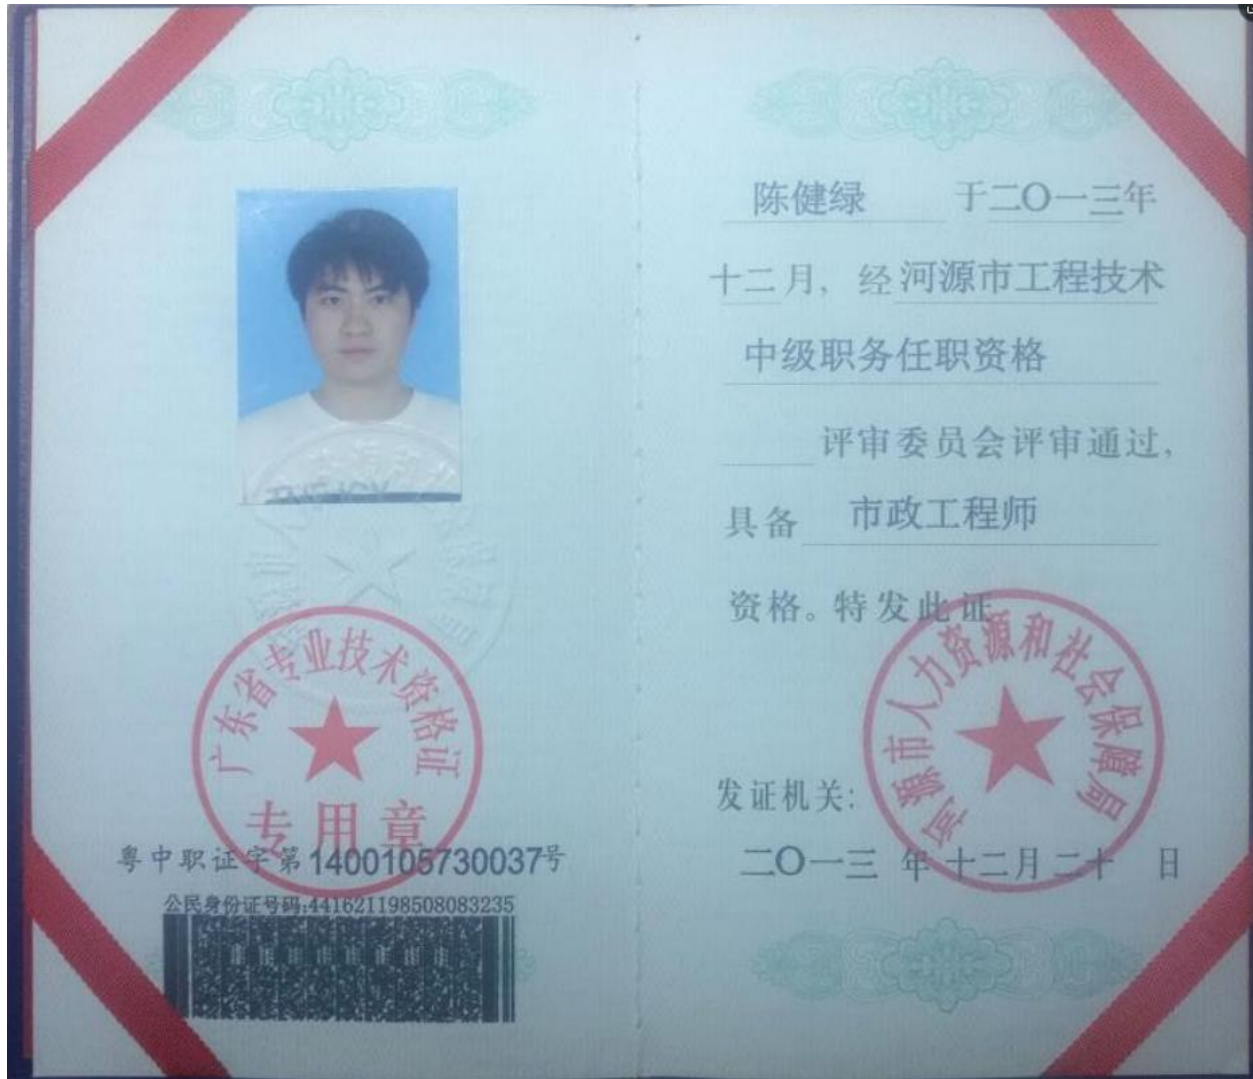 广东省专业技术资格证
专用章
粤中职证字第1400105730037号
公民身份证号码:441621198508083235
陈健绿 于二〇一三年
十二月, 经河源市工程技术
中级职务任职资格
评审委员会评审通过,
具备 市政工程师
资格。特发此证
河源市人力资源和社会保障局
发证机关:
二〇一三 年 十二月 二十 日